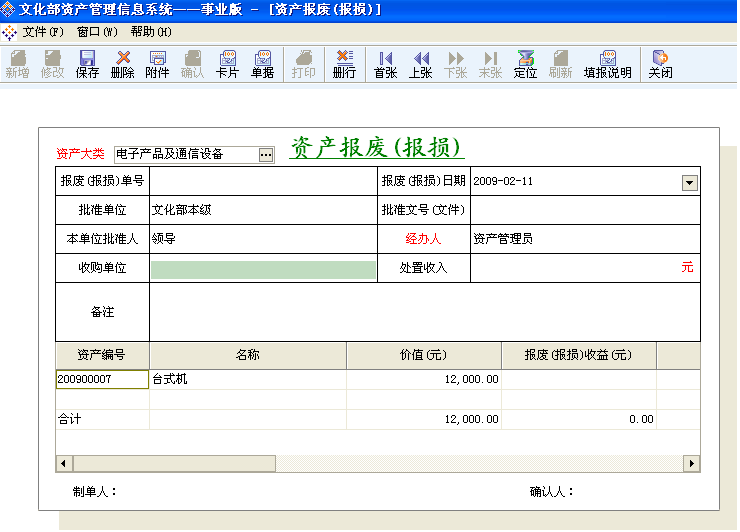 文化部资产管理信息系统——事业版 - [资产报废(报损)]
文件(F) 窗口(W) 帮助(H)
新增 修改 保存 删除 附件 确认 卡片 单据 打印 删行 首张 上张 下张 末张 定位 刷新 填报说明 关闭
资产大类 电子产品及通信设备 ... 资产报废(报损)
报废(报损)单号 报废(报损)日期 2009-02-11
批准单位 文化部本级 批准文号(文件)
本单位批准人 领导 经办人 资产管理员
收购单位 处置收入 元
备注
资产编号 名称 价值(元) 报废(报损)收益(元)
200900007 台式机 12,000.00
合计 12,000.00 0.00
制单人： 确认人：